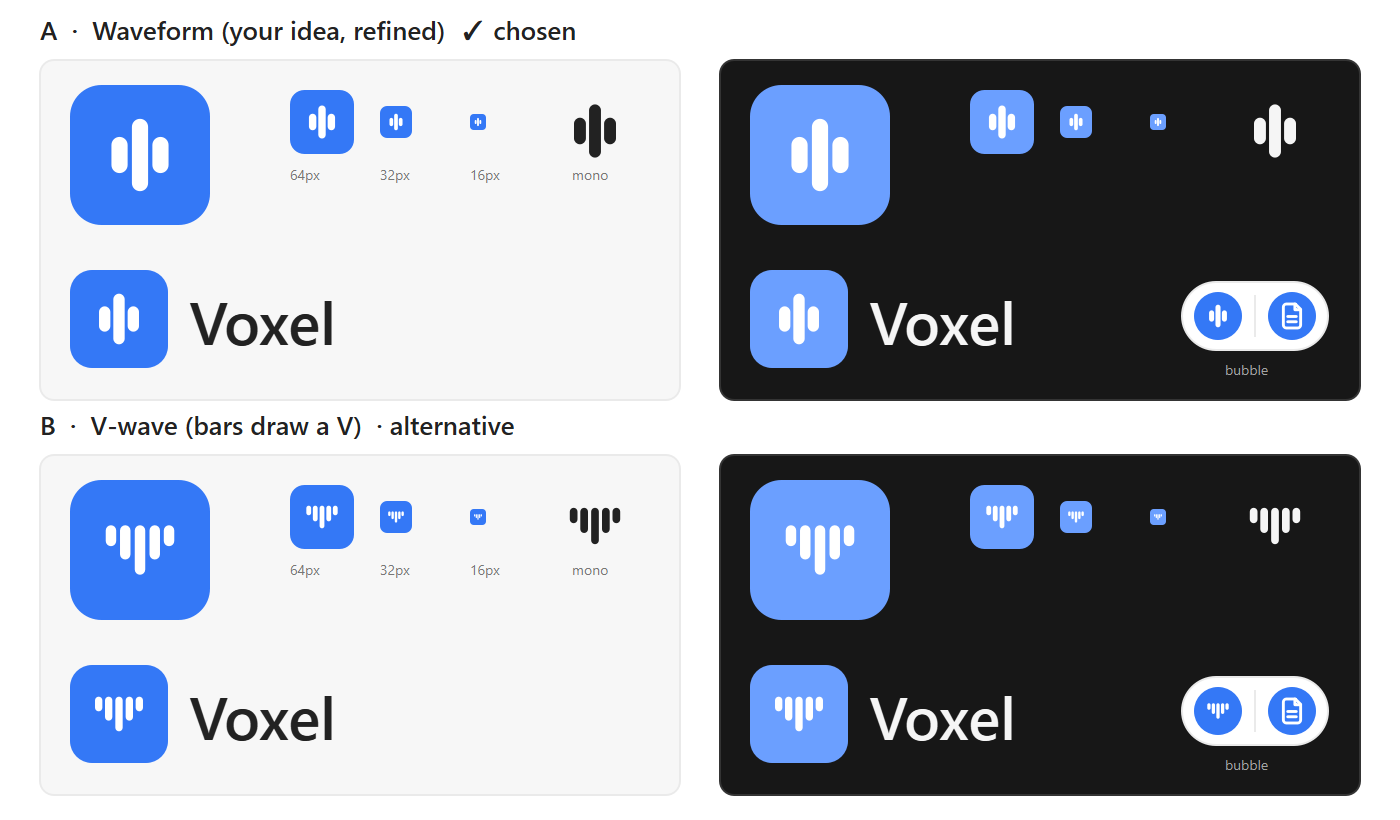 A · Waveform (your idea, refined) ✓ chosen
64px 32px 16px mono
Voxel
Voxel
bubble
B · V-wave (bars draw a V) · alternative
64px 32px 16px mono
Voxel
Voxel
bubble